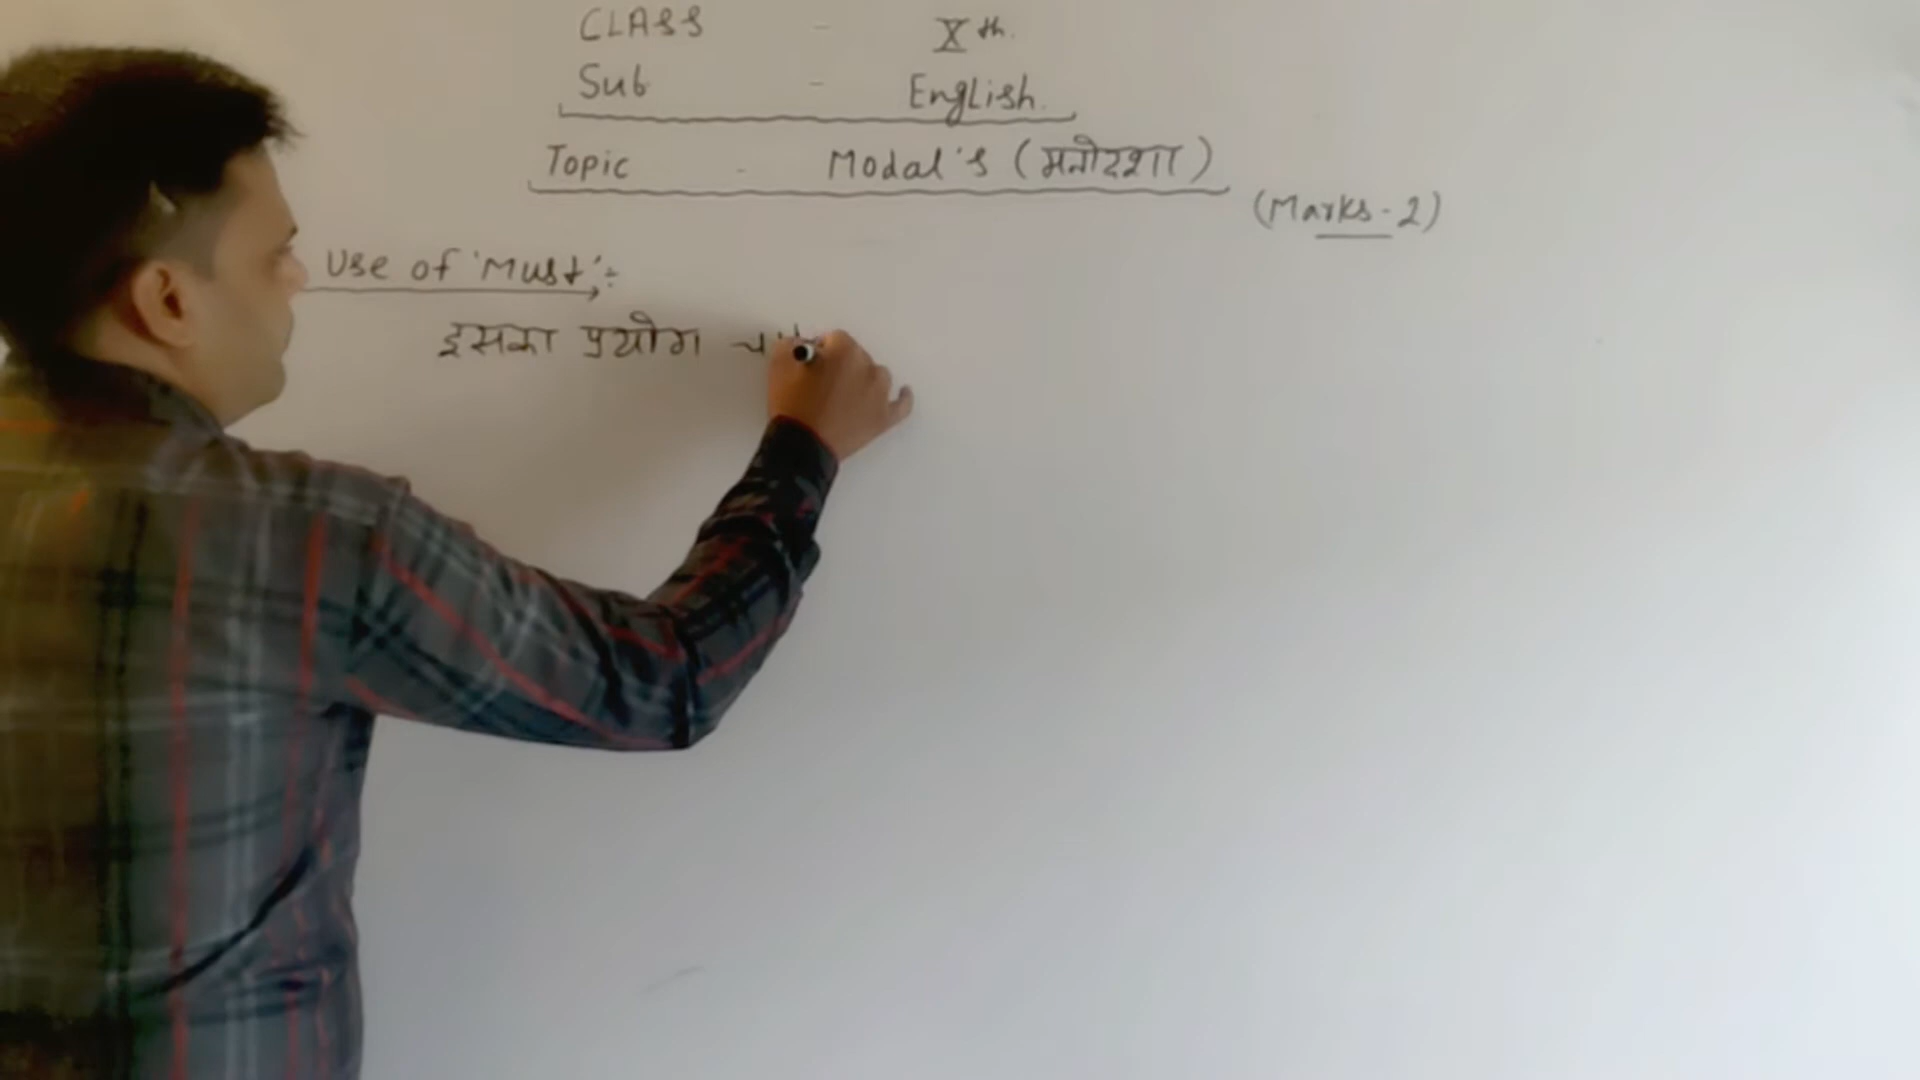 CLASS - Xth.
Sub - English.
Topic - Modal's (मनोदशा)
(Marks-2)
Use of 'Must':
इसका प्रयोग